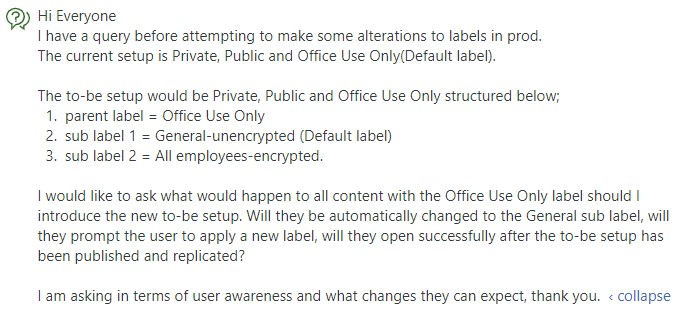 Hi Everyone
I have a query before attempting to make some alterations to labels in prod.
The current setup is Private, Public and Office Use Only(Default label).
The to-be setup would be Private, Public and Office Use Only structured below;
1. parent label = Office Use Only
2. sub label 1 = General-unencrypted (Default label)
3. sub label 2 = All employees-encrypted.
I would like to ask what would happen to all content with the Office Use Only label should I
introduce the new to-be setup. Will they be automatically changed to the General sub label, will
they prompt the user to apply a new label, will they open successfully after the to-be setup has
been published and replicated?
I am asking in terms of user awareness and what changes they can expect, thank you. ‹ collapse